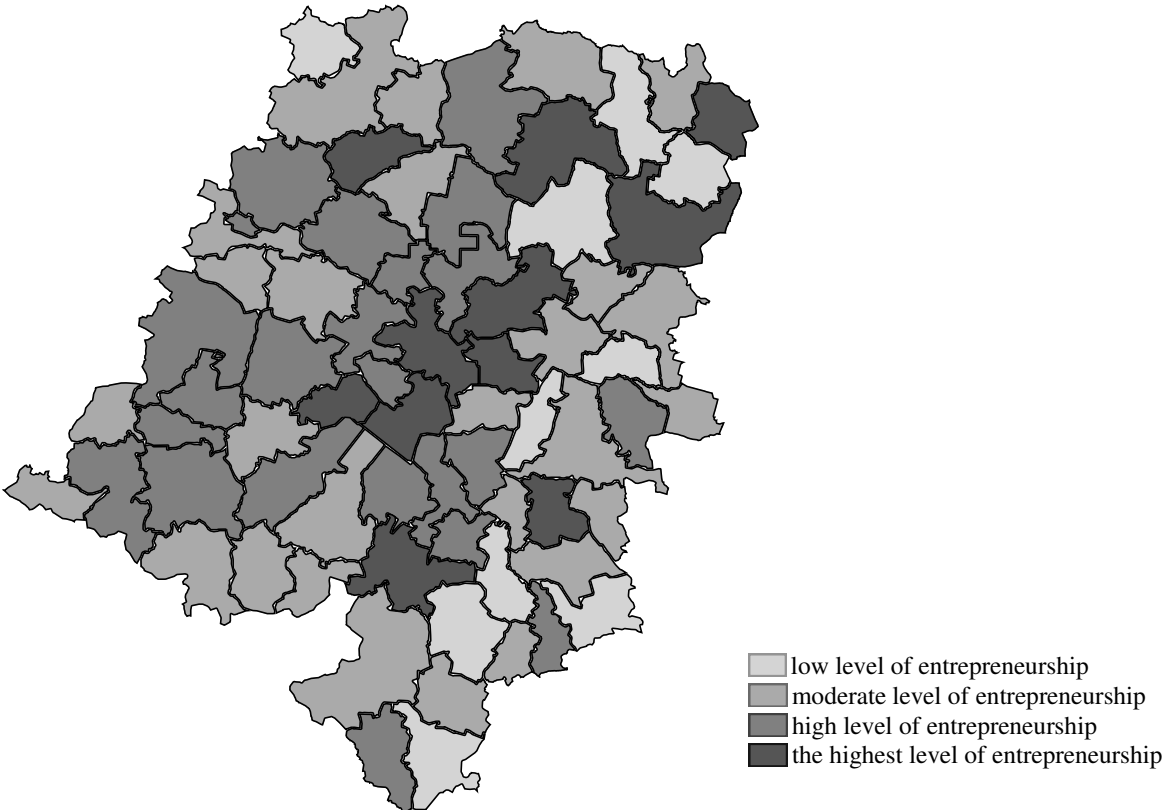 low level of entrepreneurship
moderate level of entrepreneurship
high level of entrepreneurship
the highest level of entrepreneurship